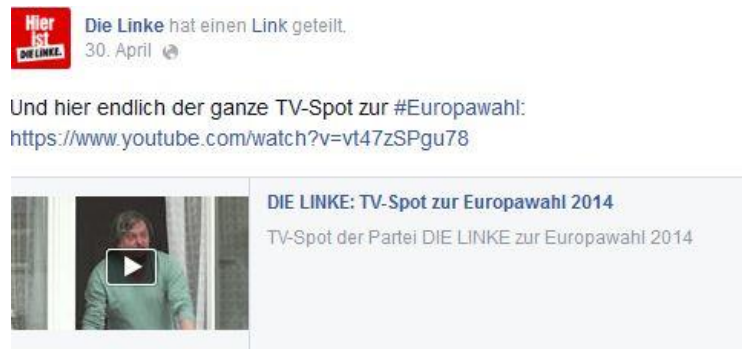 Hier
ist
DIE LINKE.
Die Linke hat einen Link geteilt.
30. April
Und hier endlich der ganze TV-Spot zur #Europawahl:
https://www.youtube.com/watch?v=vt47zSPgu78
DIE LINKE: TV-Spot zur Europawahl 2014
TV-Spot der Partei DIE LINKE zur Europawahl 2014